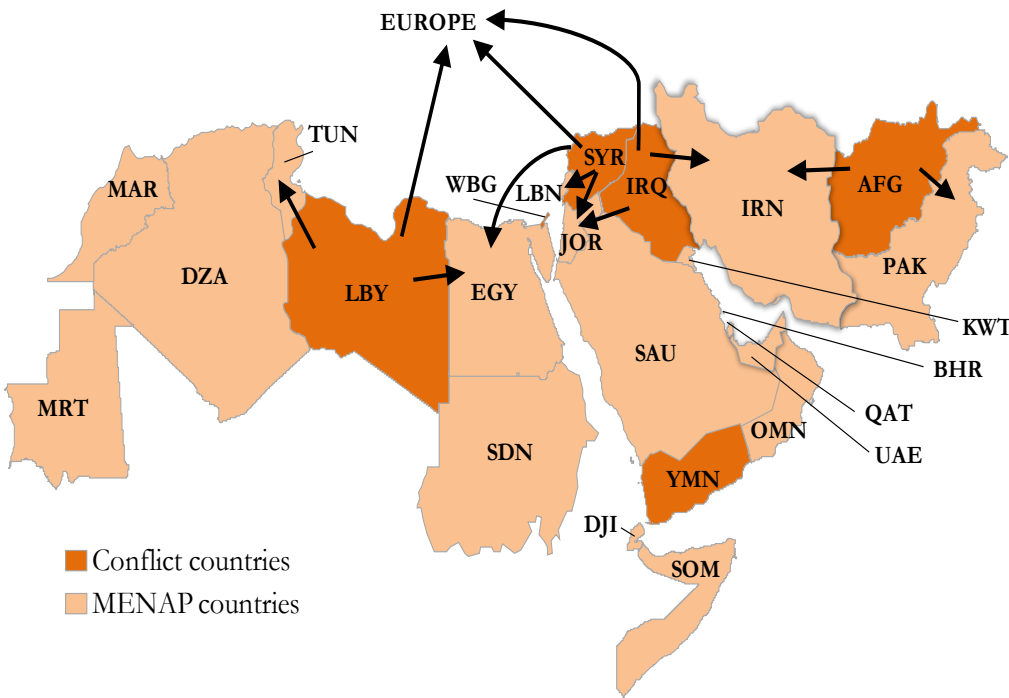 EUROPE
TUN
MAR
WBG
LBN
SYR
IRQ
AFG
IRN
JOR
PAK
DZA
LBY
EGY
KWT
SAU
BHR
MRT
QAT
OMN
UAE
SDN
YMN
DJI
SOM
Conflict countries
MENAP countries